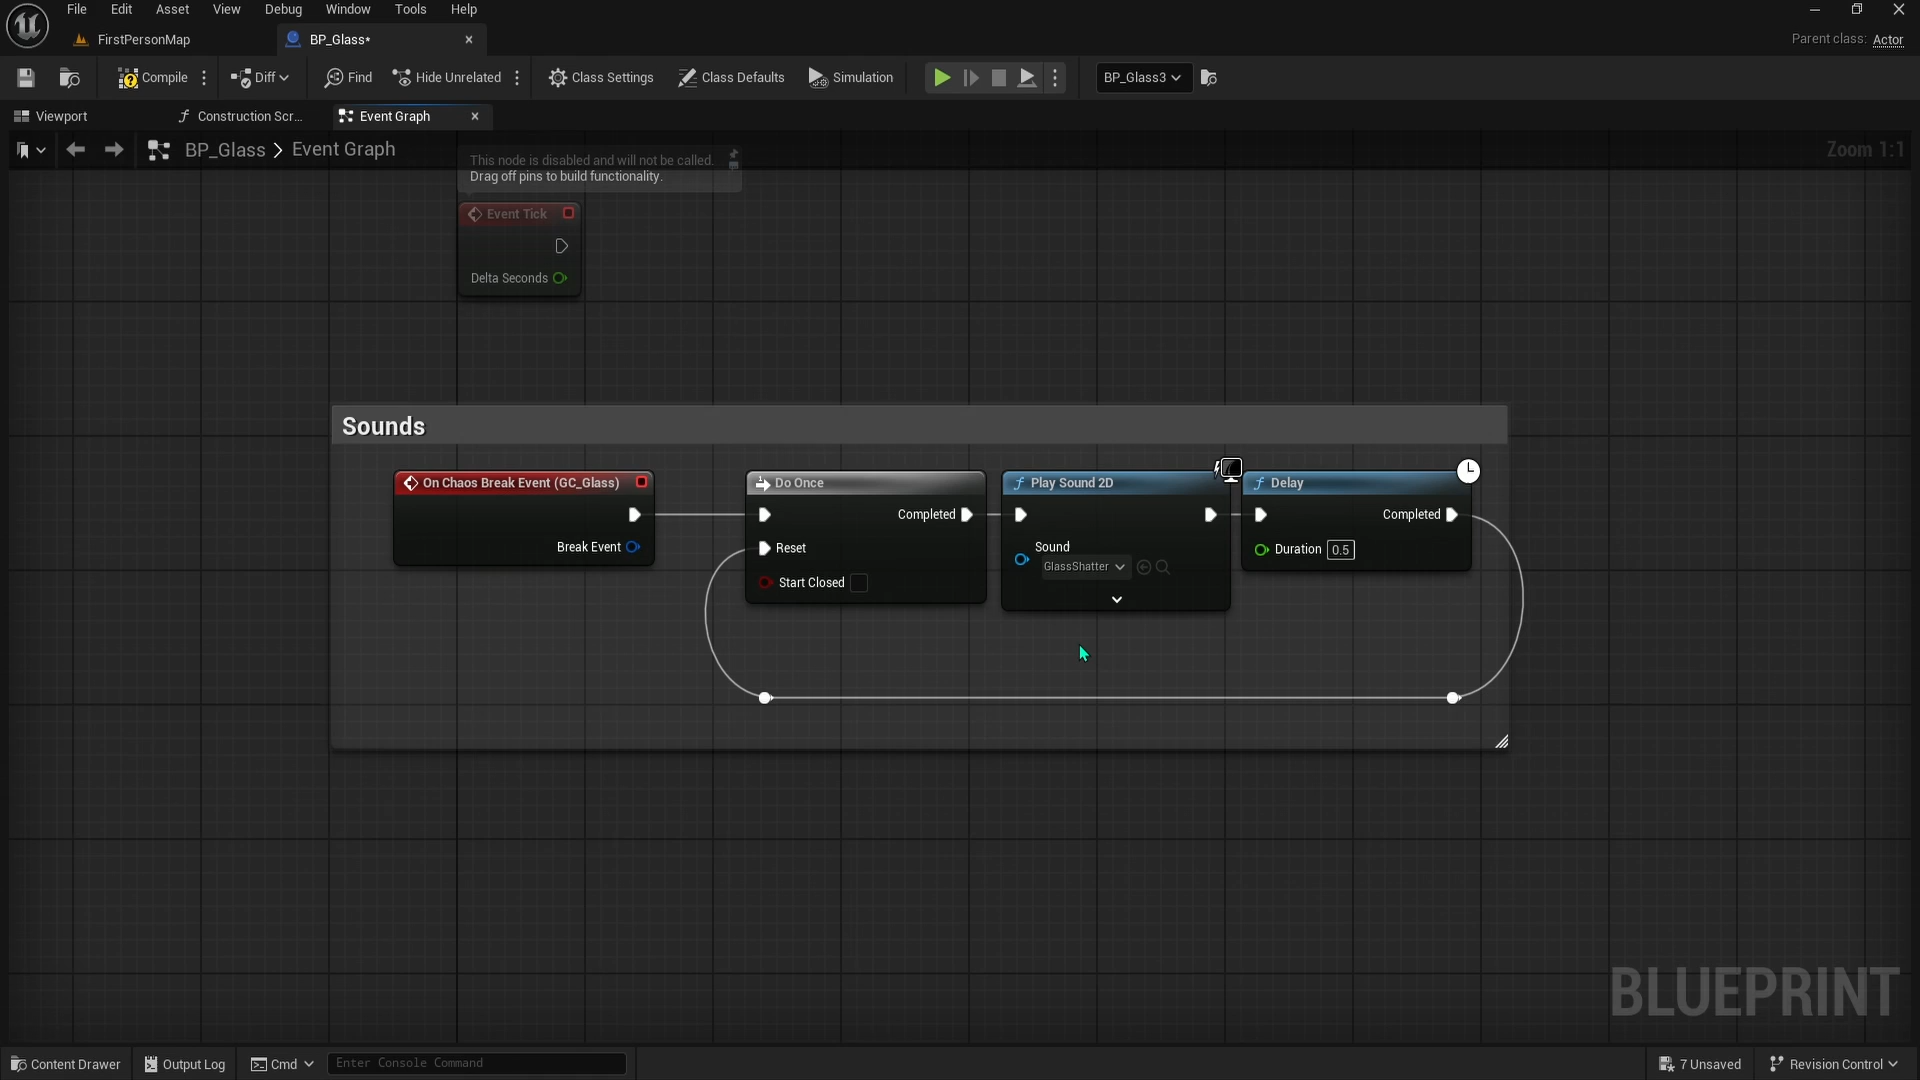 File Edit Asset View Debug Window Tools Help
FirstPersonMap BP_Glass*
Parent class: Actor
Compile Diff Find Hide Unrelated Class Settings Class Defaults Simulation BP_Glass3
Viewport Construction Scr... Event Graph
BP_Glass > Event Graph
Zoom 1:1
This node is disabled and will not be called.
Drag off pins to build functionality.
Event Tick
Delta Seconds
Sounds
On Chaos Break Event (GC_Glass)
Break Event
Do Once
Completed
Reset
Start Closed
Play Sound 2D
Sound
GlassShatter
Delay
Completed
Duration 0.5
BLUEPRINT
Content Drawer Output Log Cmd Enter Console Command 7 Unsaved Revision Control